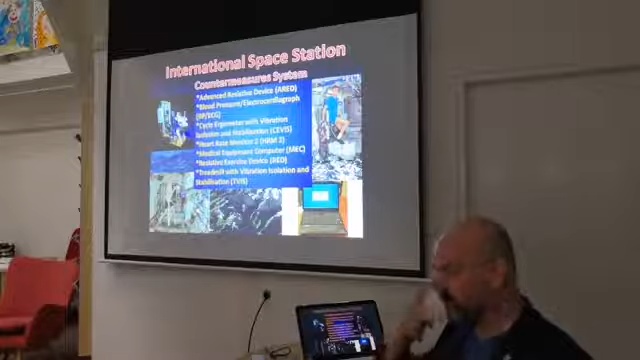 International Space Station
Countermeasures System
*Advanced Resistive Device (ARED)
*Blood Pressure/Electrocardiograph
(BP/ECG)
*Cycle Ergometer with Vibration
Isolation and Stabilization (CEVIS)
*Heart Rate Monitor 2 (HRM 2)
*Medical Equipment Computer (MEC)
*Resistive Exercise Device (RED)
*Treadmill with Vibration Isolation and
Stabilization (TVIS)